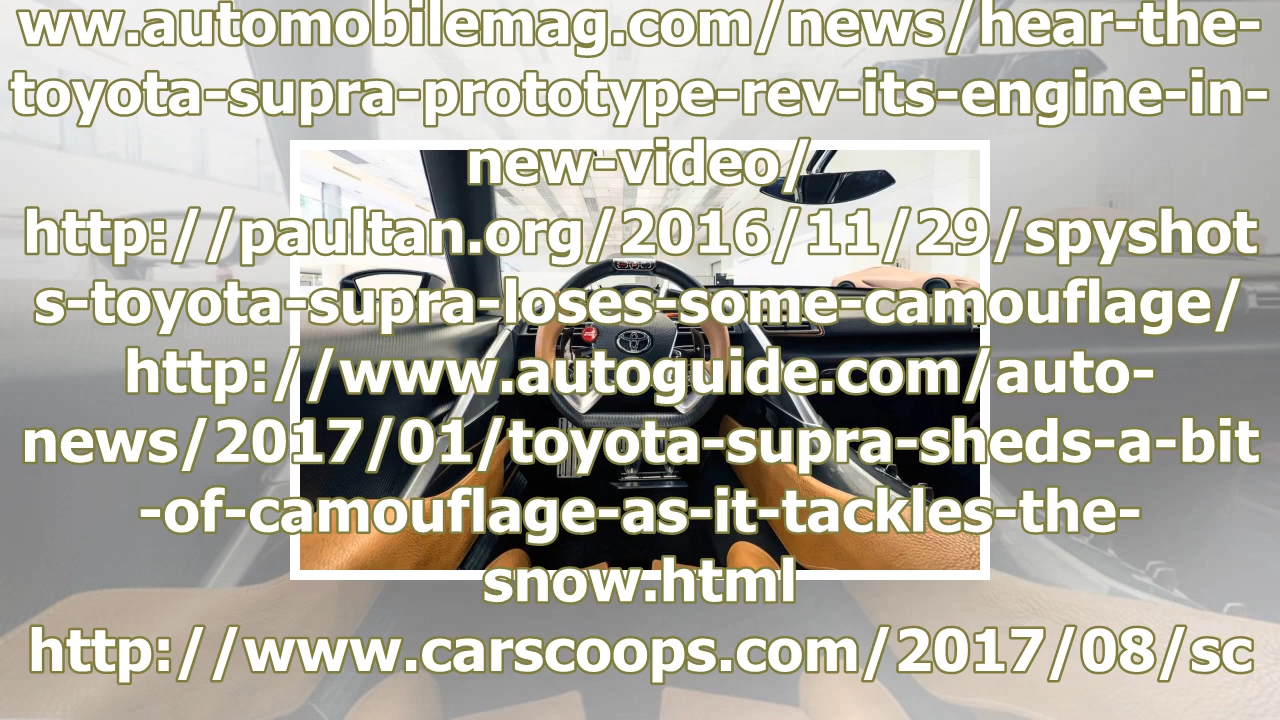 ww.automobilemag.com/news/hear-the-
toyota-supra-prototype-rev-its-engine-in-
new-video/
http://paultan.org/2016/11/29/spyshot
s-toyota-supra-loses-some-camouflage/
http://www.autoguide.com/auto-
news/2017/01/toyota-supra-sheds-a-bit
-of-camouflage-as-it-tackles-the-
snow.html
http://www.carscoops.com/2017/08/sc